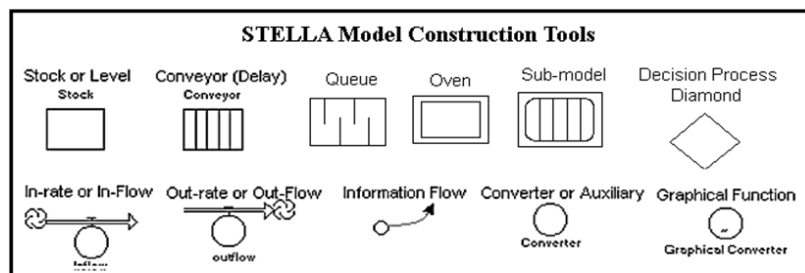 STELLA Model Construction Tools
Stock or Level
Stock
Conveyor (Delay)
Conveyor
Queue
Oven
Sub-model
Decision Process
Diamond
In-rate or In-Flow
Inflow
Out-rate or Out-Flow
outflow
Information Flow
Converter or Auxiliary
Converter
Graphical Function
Graphical Converter